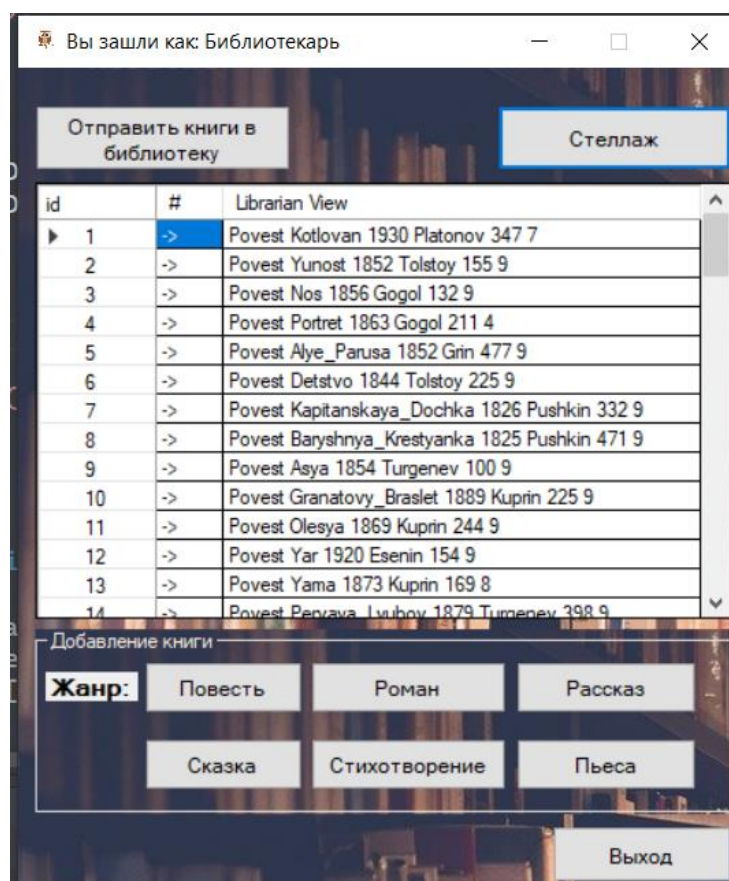 Вы зашли как: Библиотекарь
Отправить книги в
библиотеку
Стеллаж
id # Librarian View
1 -> Povest Kotlovan 1930 Platonov 347 7
2 -> Povest Yunost 1852 Tolstoy 155 9
3 -> Povest Nos 1856 Gogol 132 9
4 -> Povest Portret 1863 Gogol 211 4
5 -> Povest Alye_Parusa 1852 Grin 477 9
6 -> Povest Detstvo 1844 Tolstoy 225 9
7 -> Povest Kapitanskaya_Dochka 1826 Pushkin 332 9
8 -> Povest Baryshnya_Krestyanka 1825 Pushkin 471 9
9 -> Povest Asya 1854 Turgenev 100 9
10 -> Povest Granatovy_Braslet 1889 Kuprin 225 9
11 -> Povest Olesya 1869 Kuprin 244 9
12 -> Povest Yar 1920 Esenin 154 9
13 -> Povest Yama 1873 Kuprin 169 8
14 -> Povest Pervaya_Lyubov 1879 Turgenev 398 9
Добавление книги
Жанр: Повесть Роман Рассказ
Сказка Стихотворение Пьеса
Выход